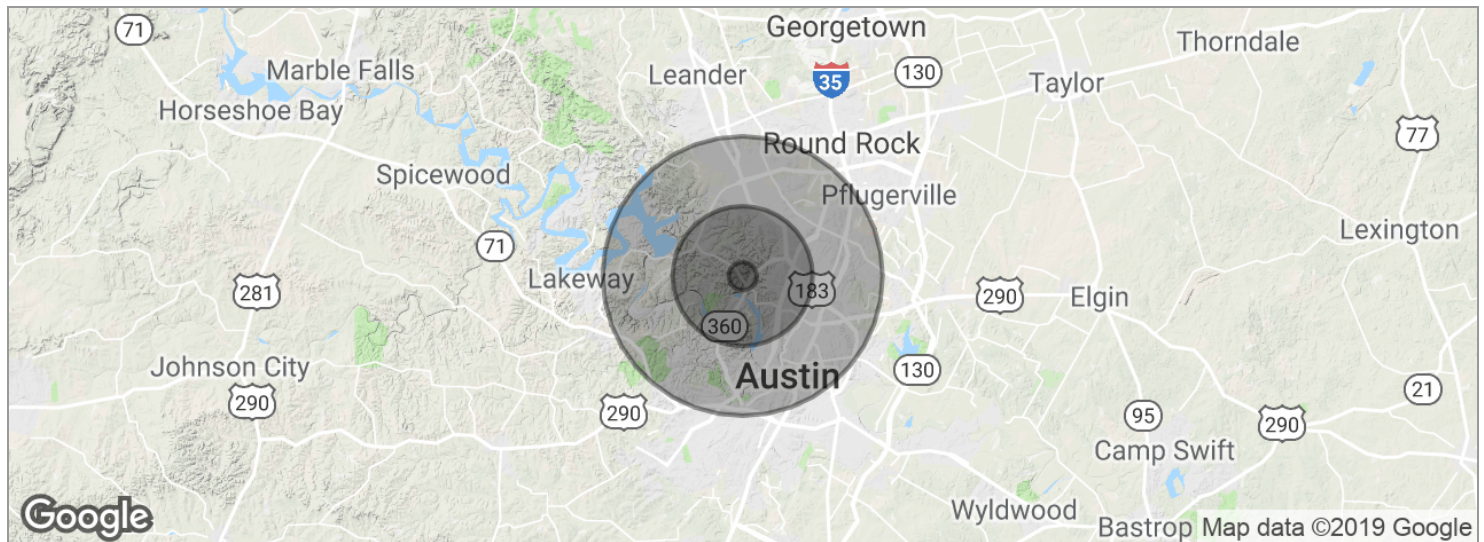 71
Georgetown
Thorndale
Marble Falls
Leander
35
130
Taylor
Horseshoe Bay
77
Round Rock
Spicewood
Pflugerville
Lexington
71
Lakeway
281
183
290
Elgin
360
Johnson City
Austin
130
290
290
95
21
290
Camp Swift
Wyldwood
Google
Bastrop
Map data ©2019 Google